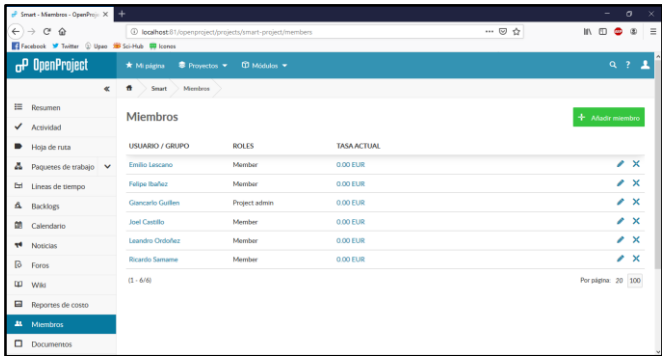 Smart - Miembros - OpenProje
localhost:81/openproject/projects/smart-project/members
Facebook Twitter Upao Sci-Hub Iconos
OpenProject Mi página Proyectos Módulos
Smart Miembros
Resumen
Actividad
Hoja de ruta
Paquetes de trabajo
Líneas de tiempo
Backlogs
Calendario
Noticias
Foros
Wiki
Reportes de costo
Miembros
Documentos
Miembros
+ Añadir miembro
USUARIO / GRUPO ROLES TASA ACTUAL
Emilio Lescano Member 0.00 EUR
Felipe Ibañez Member 0.00 EUR
Giancarlo Guillen Project admin 0.00 EUR
Joel Castillo Member 0.00 EUR
Leandro Ordoñez Member 0.00 EUR
Ricardo Samame Member 0.00 EUR
(1 - 6/6) Por página: 20 100